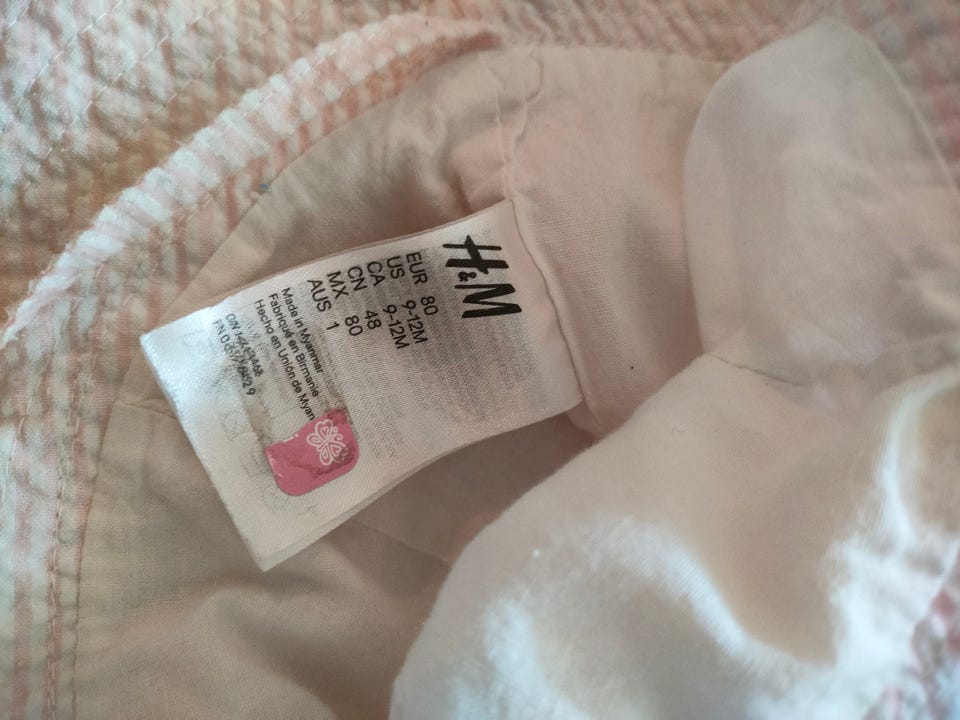 H&M
EUR 80
US 9-12M
CA 9-12M
CN 48
MX 80
AUS 1
Made in Myanmar
Fabriqué en Birmanie
Hecho en Unión de Myan